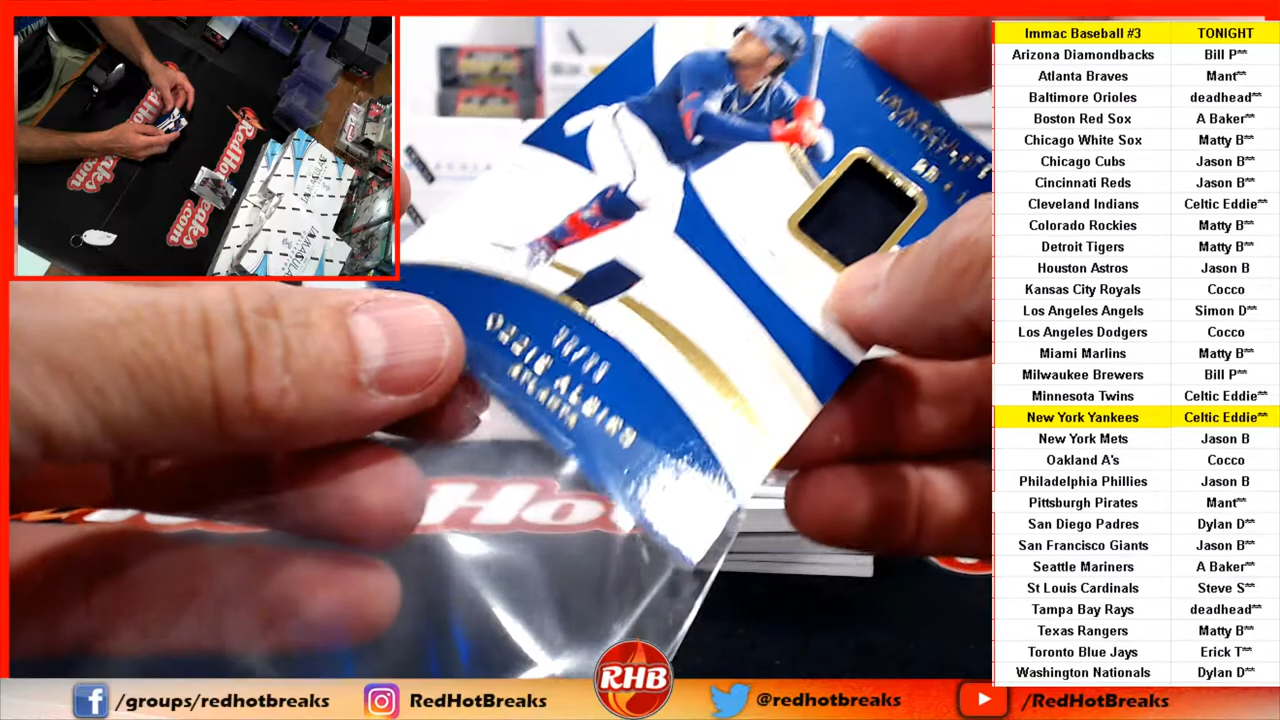 Immac Baseball #3 TONIGHT
Arizona Diamondbacks Bill P**
Atlanta Braves Mant**
Baltimore Orioles deadhead**
Boston Red Sox A Baker**
Chicago White Sox Matty B**
Chicago Cubs Jason B**
Cincinnati Reds Jason B**
Cleveland Indians Celtic Eddie**
Colorado Rockies Matty B**
Detroit Tigers Matty B**
Houston Astros Jason B
Kansas City Royals Cocco
Los Angeles Angels Simon D**
Los Angeles Dodgers Cocco
Miami Marlins Matty B**
Milwaukee Brewers Bill P**
Minnesota Twins Celtic Eddie**
New York Yankees Celtic Eddie**
New York Mets Jason B
Oakland A's Cocco
Philadelphia Phillies Jason B
Pittsburgh Pirates Mant**
San Diego Padres Dylan D**
San Francisco Giants Jason B**
Seattle Mariners A Baker**
St Louis Cardinals Steve S**
Tampa Bay Rays deadhead**
Texas Rangers Matty B**
Toronto Blue Jays Erick T**
Washington Nationals Dylan D**
RedHot
eaks
.com
RedHo
ATLANTA
/groups/redhotbreaks
RedHotBreaks
RHB
@redhotbreaks
/RedHotBreaks